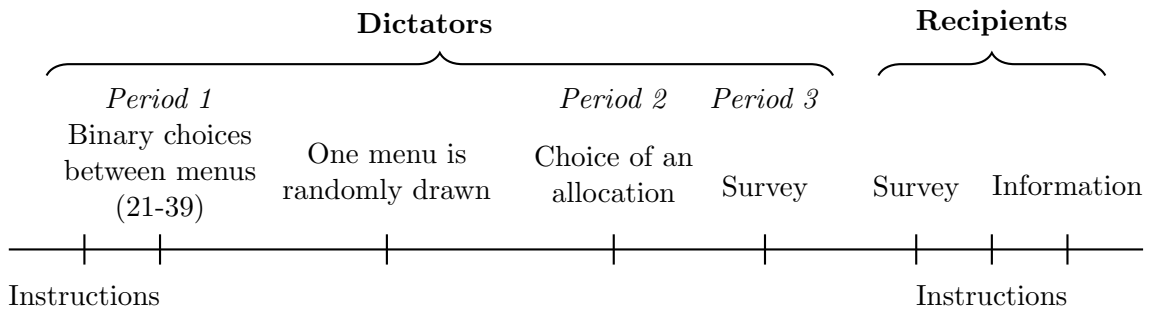 Dictators
Recipients
Period 1
Binary choices
between menus
(21-39)
One menu is
randomly drawn
Period 2
Choice of an
allocation
Period 3
Survey
Survey
Information
Instructions
Instructions